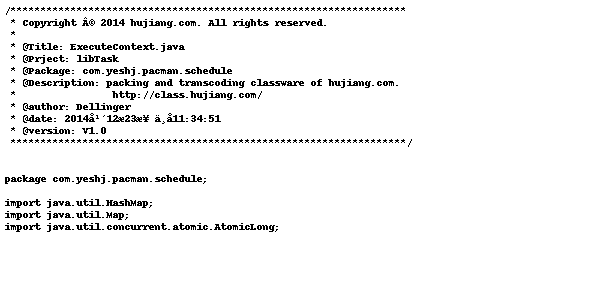 /******************************************************************
* Copyright Â© 2014 hujiang.com. All rights reserved.
*
* @Title: ExecuteContext.java
* @Prject: libTask
* @Package: com.yeshj.pacman.schedule
* @Description: packing and transcoding classware of hujiang.com.
* http://class.hujiang.com/
* @author: Dellinger
* @date: 2014å¹´12æ23æ¥ ä¸å11:34:51
* @version: V1.0
******************************************************************/
package com.yeshj.pacman.schedule;
import java.util.HashMap;
import java.util.Map;
import java.util.concurrent.atomic.AtomicLong;